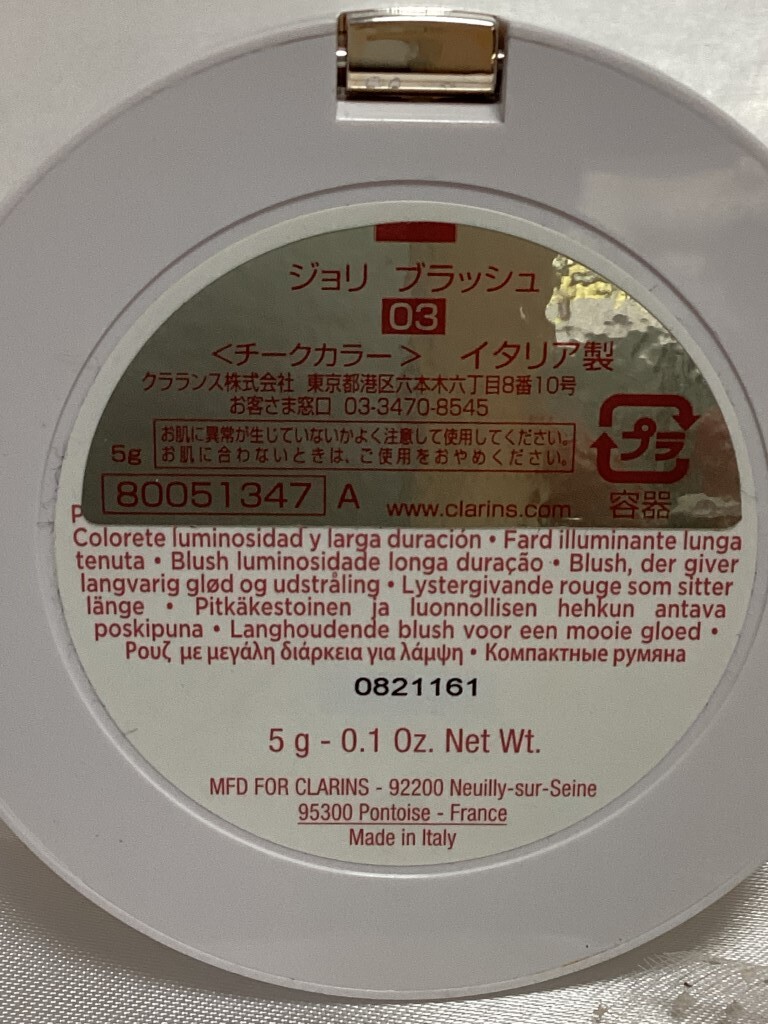 ジョリ ブラッシュ
03
<チークカラー> イタリア製
クラランス株式会社 東京都港区六本木六丁目8番10号
お客さま窓口 03-3470-8545
5g お肌に異常が生じていないかよく注意して使用してください。
お肌に合わないときは、ご使用をおやめください。
プラ
容器
80051347 A www.clarins.com
Colorete luminosidad y larga duración • Fard illuminante lunga
tenuta • Blush luminosidade longa duração • Blush, der giver
langvarig glød og udstråling • Lystergivande rouge som sitter
länge • Pitkäkestoinen ja luonnollisen hehkun antava
poskipuna • Langhoudende blush voor een mooie gloed •
Ρουζ με μεγάλη διάρκεια για λάμψη • Компактные румяна
0821161
5 g - 0.1 Oz. Net Wt.
MFD FOR CLARINS - 92200 Neuilly-sur-Seine
95300 Pontoise - France
Made in Italy